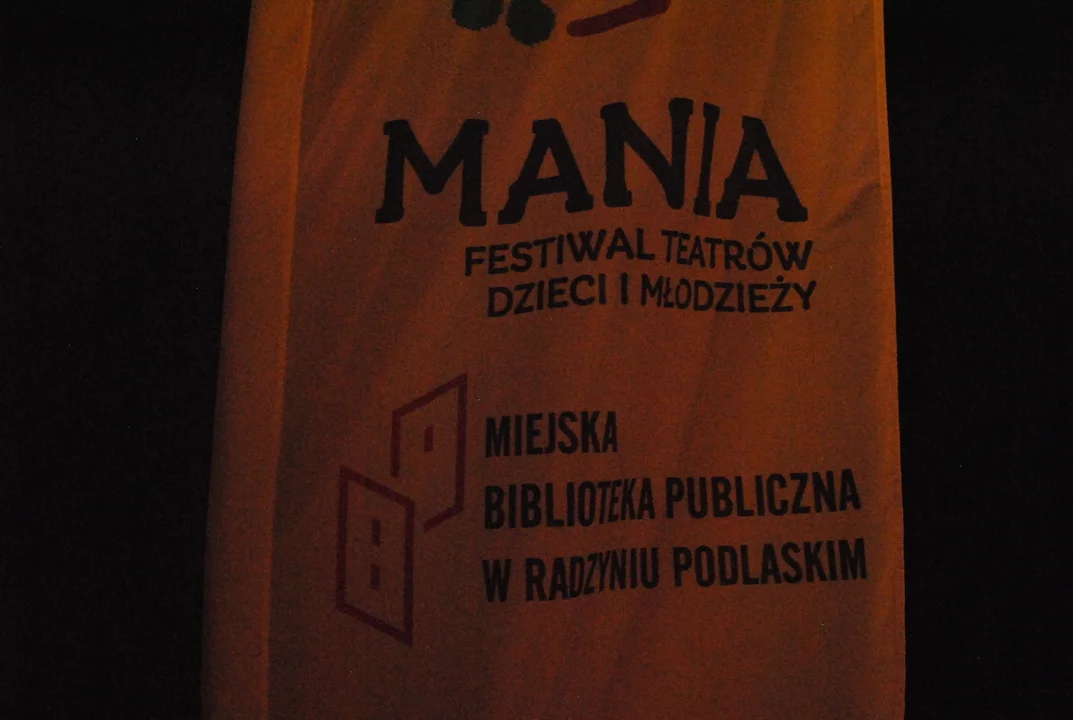 MANIA
FESTIWAL TEATRÓW
DZIECI I MŁODZIEŻY
MIEJSKA
BIBLIOTEKA PUBLICZNA
W RADZYNIU PODLASKIM